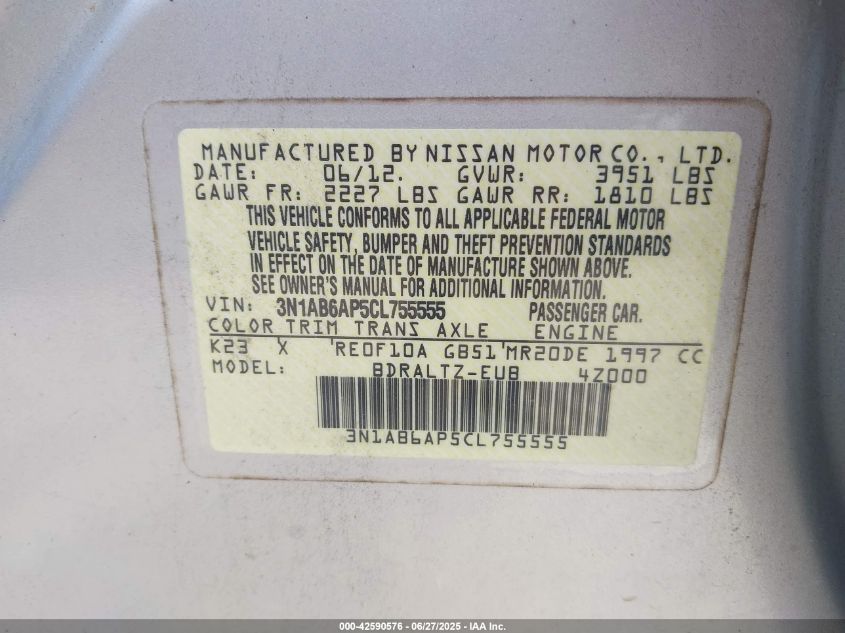 MANUFACTURED BY NISSAN MOTOR CO., LTD.
DATE: 06/12. GVWR: 3951 LBS
GAWR FR: 2227 LBS GAWR RR: 1810 LBS
THIS VEHICLE CONFORMS TO ALL APPLICABLE FEDERAL MOTOR
VEHICLE SAFETY, BUMPER AND THEFT PREVENTION STANDARDS
IN EFFECT ON THE DATE OF MANUFACTURE SHOWN ABOVE.
SEE OWNER'S MANUAL FOR ADDITIONAL INFORMATION.
VIN: 3N1AB6AP5CL755555 PASSENGER CAR.
COLOR TRIM TRANS AXLE ENGINE
K23 X RE0F10A GB51 MR20DE 1997 CC
MODEL: BDRALTZ-EUB 4Z000
3N1AB6AP5CL755555
000-42590576 | 06/27/2025 - IAA Inc.